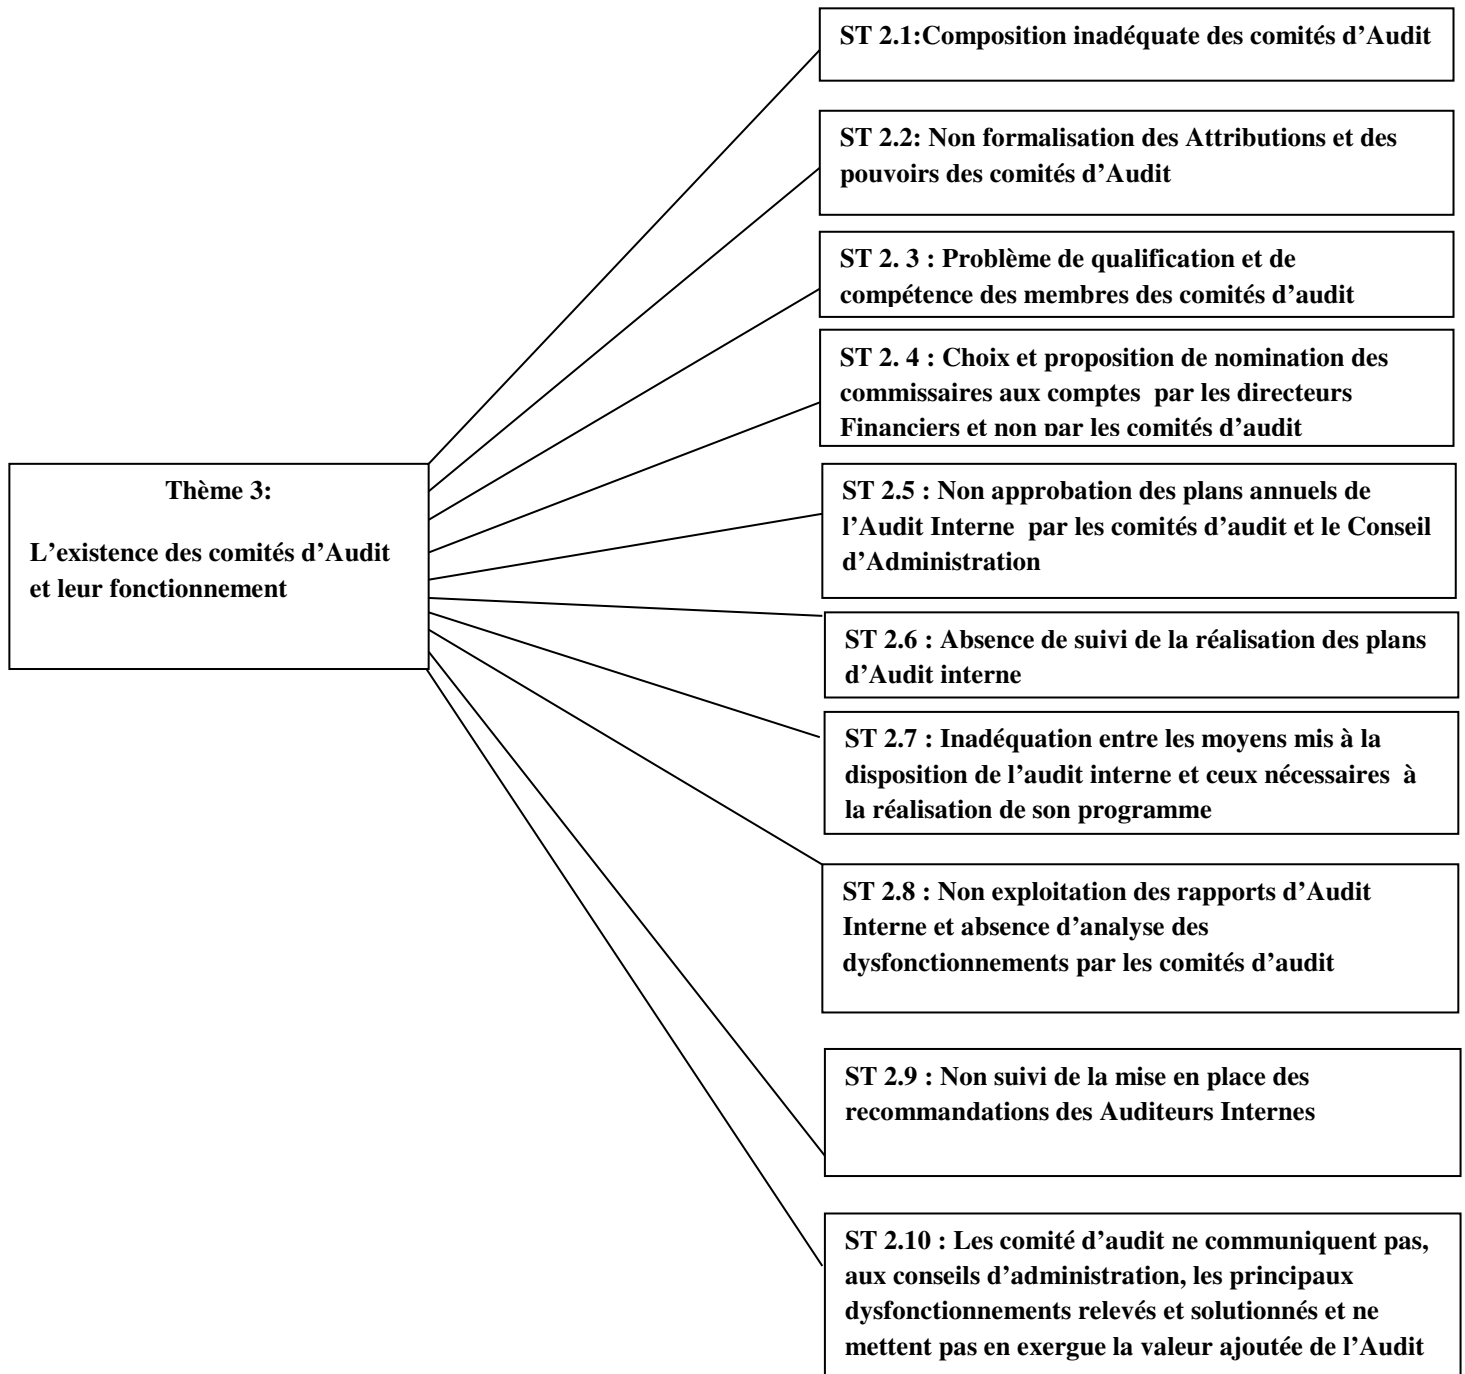 ST 2.1:Composition inadéquate des comités d’Audit
ST 2.2: Non formalisation des Attributions et des
pouvoirs des comités d’Audit
ST 2. 3 : Problème de qualification et de
compétence des membres des comités d’audit
ST 2. 4 : Choix et proposition de nomination des
commissaires aux comptes par les directeurs
Financiers et non par les comités d’audit
Thème 3:
L’existence des comités d’Audit
et leur fonctionnement
ST 2.5 : Non approbation des plans annuels de
l’Audit Interne par les comités d’audit et le Conseil
d’Administration
ST 2.6 : Absence de suivi de la réalisation des plans
d’Audit interne
ST 2.7 : Inadéquation entre les moyens mis à la
disposition de l’audit interne et ceux nécessaires à
la réalisation de son programme
ST 2.8 : Non exploitation des rapports d’Audit
Interne et absence d’analyse des
dysfonctionnements par les comités d’audit
ST 2.9 : Non suivi de la mise en place des
recommandations des Auditeurs Internes
ST 2.10 : Les comité d’audit ne communiquent pas,
aux conseils d’administration, les principaux
dysfonctionnements relevés et solutionnés et ne
mettent pas en exergue la valeur ajoutée de l’Audit